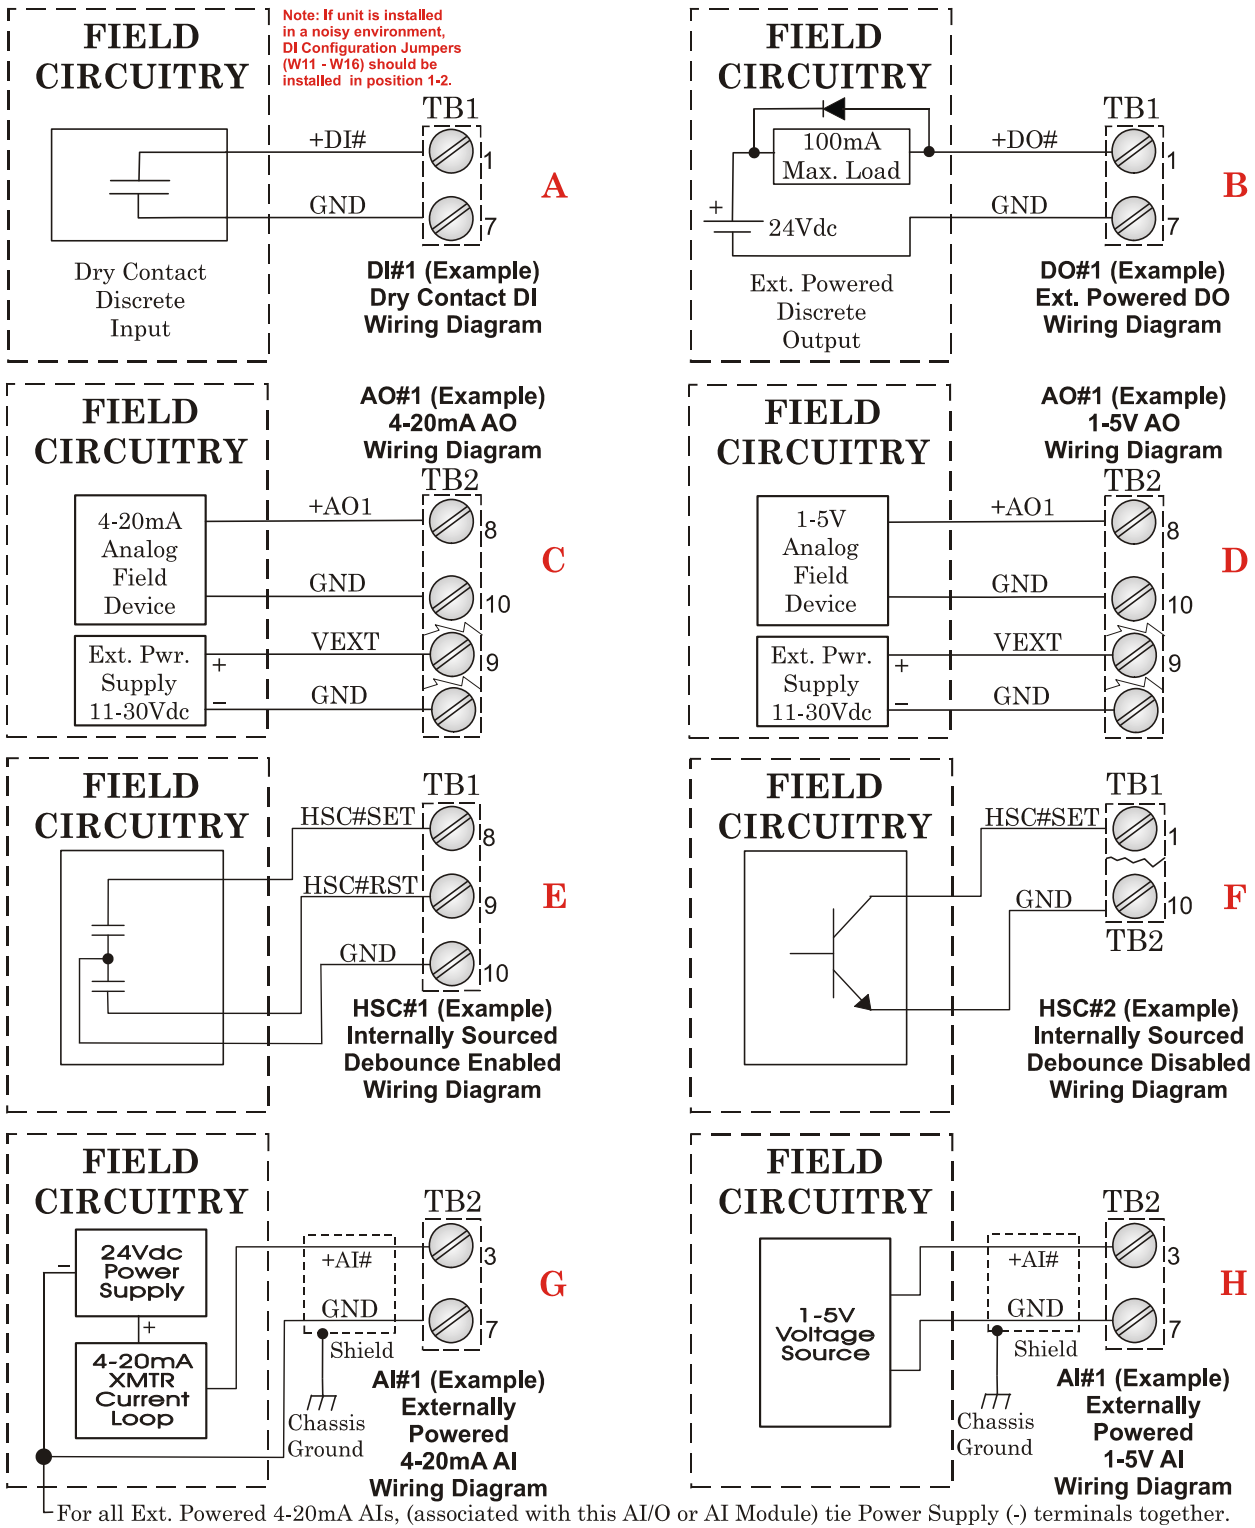 FIELD
CIRCUITRY
Note: If unit is installed
in a noisy environment,
DI Configuration Jumpers
(W11 - W16) should be
installed in position 1-2.
TB1
+DI#
1
GND
7
A
Dry Contact
Discrete
Input
DI#1 (Example)
Dry Contact DI
Wiring Diagram
FIELD
CIRCUITRY
TB1
100mA
Max. Load
+DO#
1
+
24Vdc
GND
7
B
Ext. Powered
Discrete
Output
DO#1 (Example)
Ext. Powered DO
Wiring Diagram
FIELD
CIRCUITRY
AO#1 (Example)
4-20mA AO
Wiring Diagram
TB2
4-20mA
Analog
Field
Device
+AO1
8
GND
10
C
Ext. Pwr.
Supply
11-30Vdc
+
−
VEXT
9
GND
FIELD
CIRCUITRY
AO#1 (Example)
1-5V AO
Wiring Diagram
TB2
1-5V
Analog
Field
Device
+AO1
8
GND
10
D
Ext. Pwr.
Supply
11-30Vdc
+
−
VEXT
9
GND
FIELD
CIRCUITRY
TB1
HSC#SET
8
HSC#RST
9
GND
10
E
HSC#1 (Example)
Internally Sourced
Debounce Enabled
Wiring Diagram
FIELD
CIRCUITRY
TB1
HSC#SET
1
GND
10
TB2
F
HSC#2 (Example)
Internally Sourced
Debounce Disabled
Wiring Diagram
FIELD
CIRCUITRY
TB2
24Vdc
Power
Supply
−
+
4-20mA
XMTR
Current
Loop
+AI#
3
GND
7
Shield
Chassis
Ground
G
AI#1 (Example)
Externally
Powered
4-20mA AI
Wiring Diagram
FIELD
CIRCUITRY
TB2
1-5V
Voltage
Source
+AI#
3
GND
7
Shield
Chassis
Ground
H
AI#1 (Example)
Externally
Powered
1-5V AI
Wiring Diagram
For all Ext. Powered 4-20mA AIs, (associated with this AI/O or AI Module) tie Power Supply (-) terminals together.